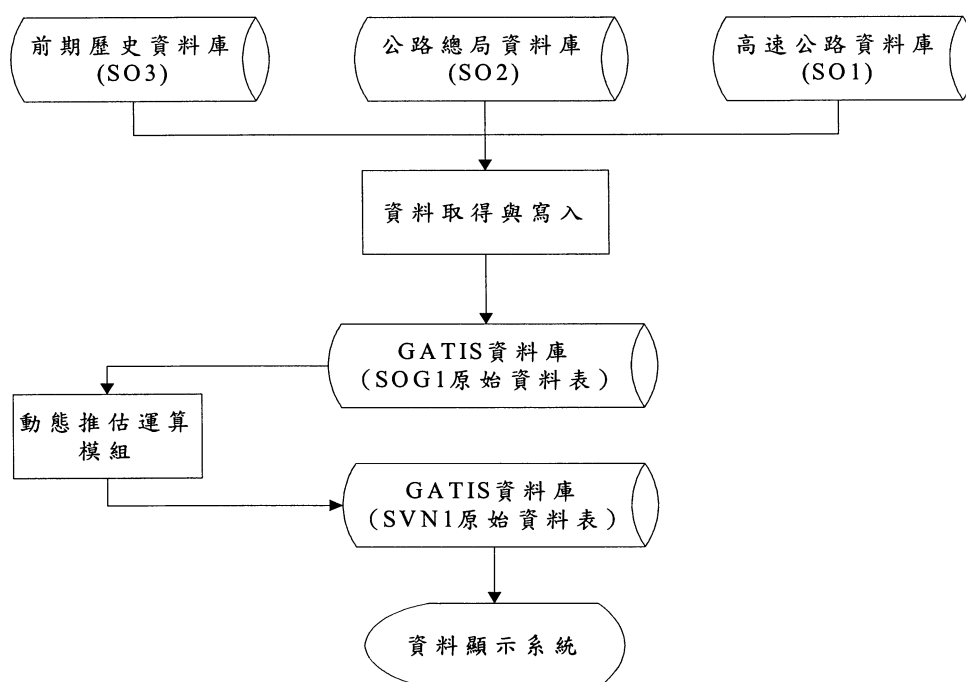 前期歷史資料庫
(SO3)
公路總局資料庫
(SO2)
高速公路資料庫
(SO1)
資料取得與寫入
GATIS資料庫
(SOG1原始資料表)
動態推估運算
模組
GATIS資料庫
(SVN1原始資料表)
資料顯示系統